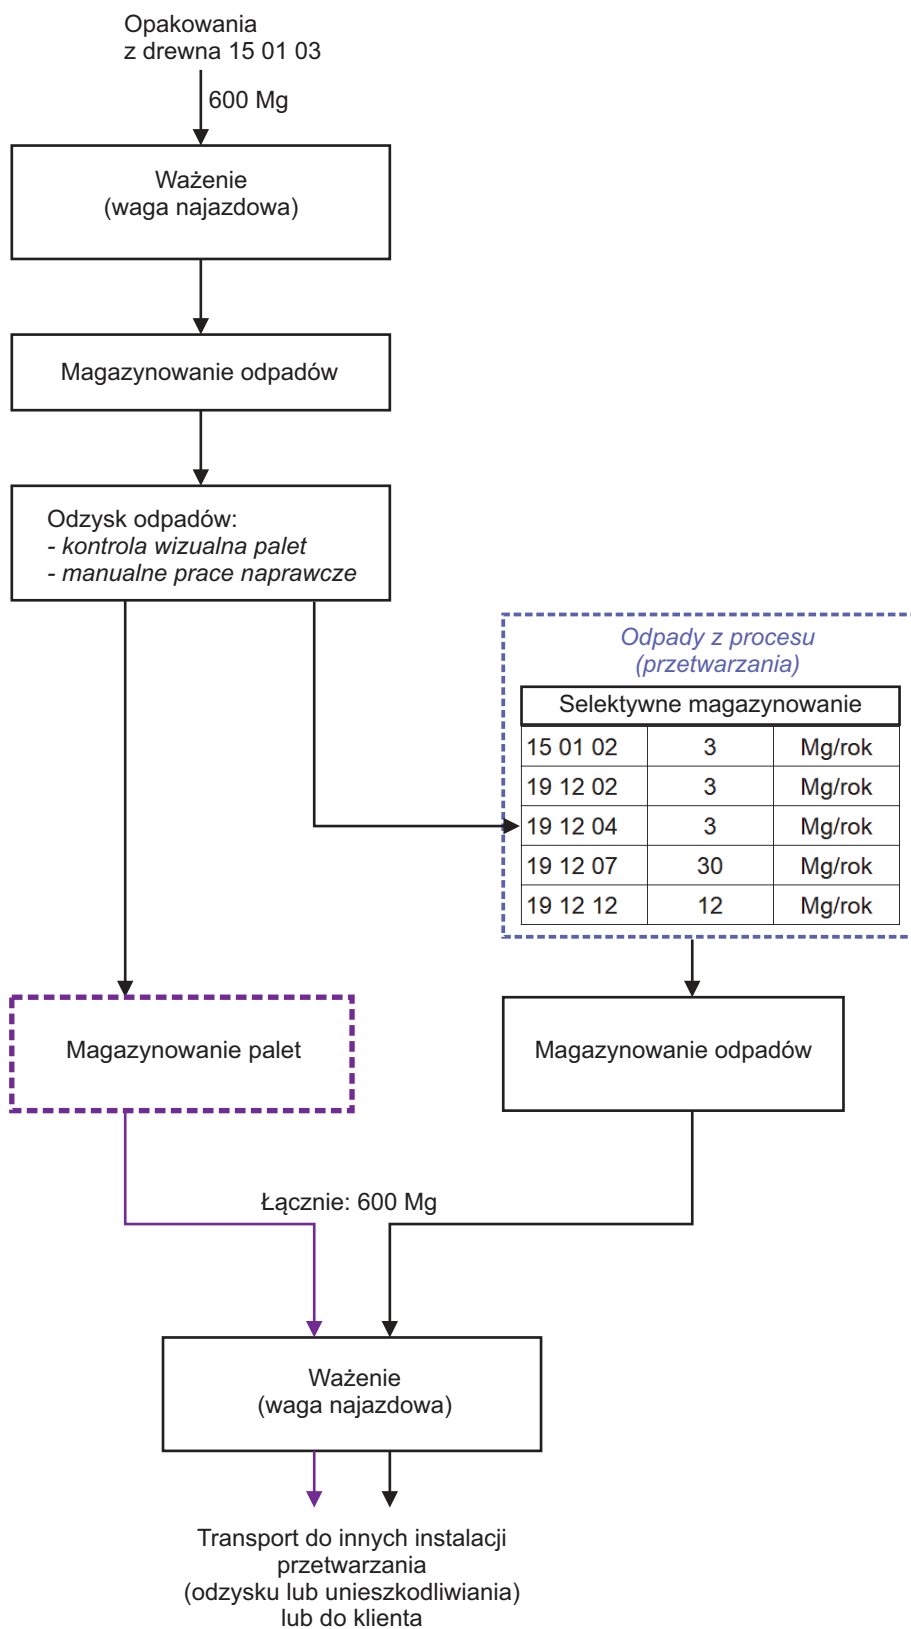 Opakowania
z drewna 15 01 03
600 Mg
Ważenie
(waga najazdowa)
Magazynowanie odpadów
Odzysk odpadów:
- kontrola wizualna palet
- manualne prace naprawcze
Odpady z procesu
(przetwarzania)
Selektywne magazynowanie
15 01 02 3 Mg/rok
19 12 02 3 Mg/rok
19 12 04 3 Mg/rok
19 12 07 30 Mg/rok
19 12 12 12 Mg/rok
Magazynowanie palet
Magazynowanie odpadów
Łącznie: 600 Mg
Ważenie
(waga najazdowa)
Transport do innych instalacji
przetwarzania
(odzysku lub unieszkodliwiania)
lub do klienta